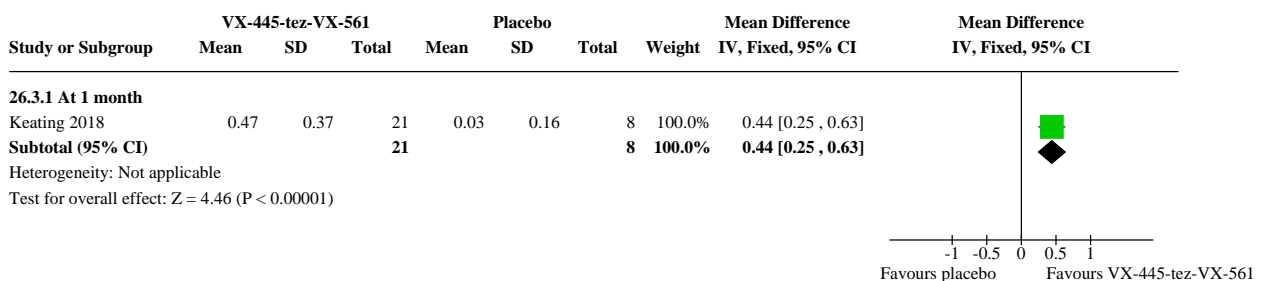 VX-445-tez-VX-561 Placebo Mean Difference Mean Difference
Study or Subgroup Mean SD Total Mean SD Total Weight IV, Fixed, 95% CI IV, Fixed, 95% CI
26.3.1 At 1 month
Keating 2018 0.47 0.37 21 0.03 0.16 8 100.0% 0.44 [0.25 , 0.63]
Subtotal (95% CI) 21 8 100.0% 0.44 [0.25 , 0.63]
Heterogeneity: Not applicable
Test for overall effect: Z = 4.46 (P < 0.00001)
-1 -0.5 0 0.5 1
Favours placebo Favours VX-445-tez-VX-561